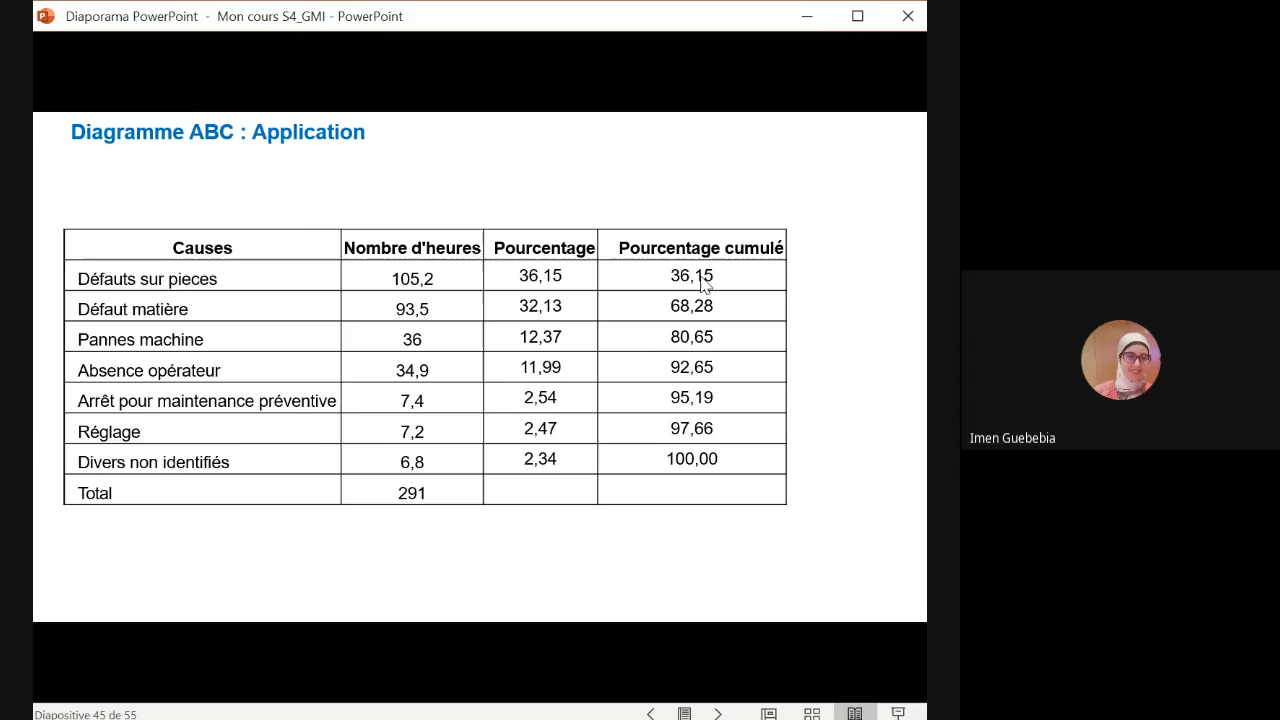 Diaporama PowerPoint - Mon cours S4_GMI - PowerPoint
Diagramme ABC : Application
Causes Nombre d'heures Pourcentage Pourcentage cumulé
Défauts sur pieces 105,2 36,15 36,15
Défaut matière 93,5 32,13 68,28
Pannes machine 36 12,37 80,65
Absence opérateur 34,9 11,99 92,65
Arrêt pour maintenance préventive 7,4 2,54 95,19
Réglage 7,2 2,47 97,66
Divers non identifiés 6,8 2,34 100,00
Total 291
Imen Guebebia
Diapositive 45 de 55